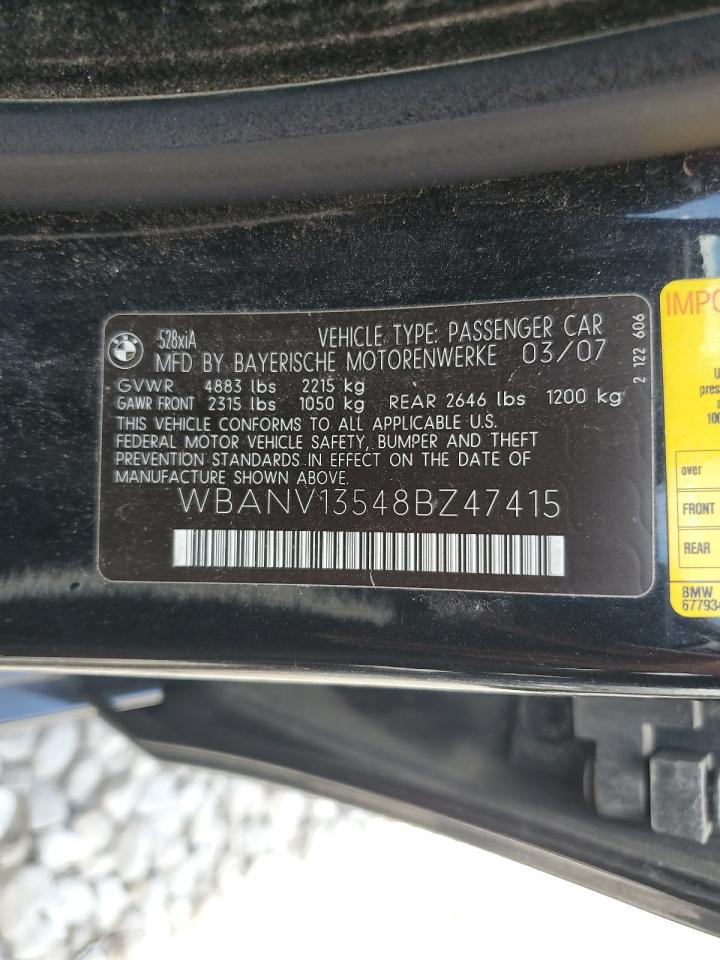 BMW
528xiA
VEHICLE TYPE: PASSENGER CAR
MFD BY BAYERISCHE MOTORENWERKE 03/07
GVWR 4883 lbs 2215 kg
GAWR FRONT 2315 lbs 1050 kg REAR 2646 lbs 1200 kg
THIS VEHICLE CONFORMS TO ALL APPLICABLE U.S.
FEDERAL MOTOR VEHICLE SAFETY, BUMPER AND THEFT
PREVENTION STANDARDS IN EFFECT ON THE DATE OF
MANUFACTURE SHOWN ABOVE.
WBANV13548BZ47415
2 122 606
over
FRONT
REAR
BMW